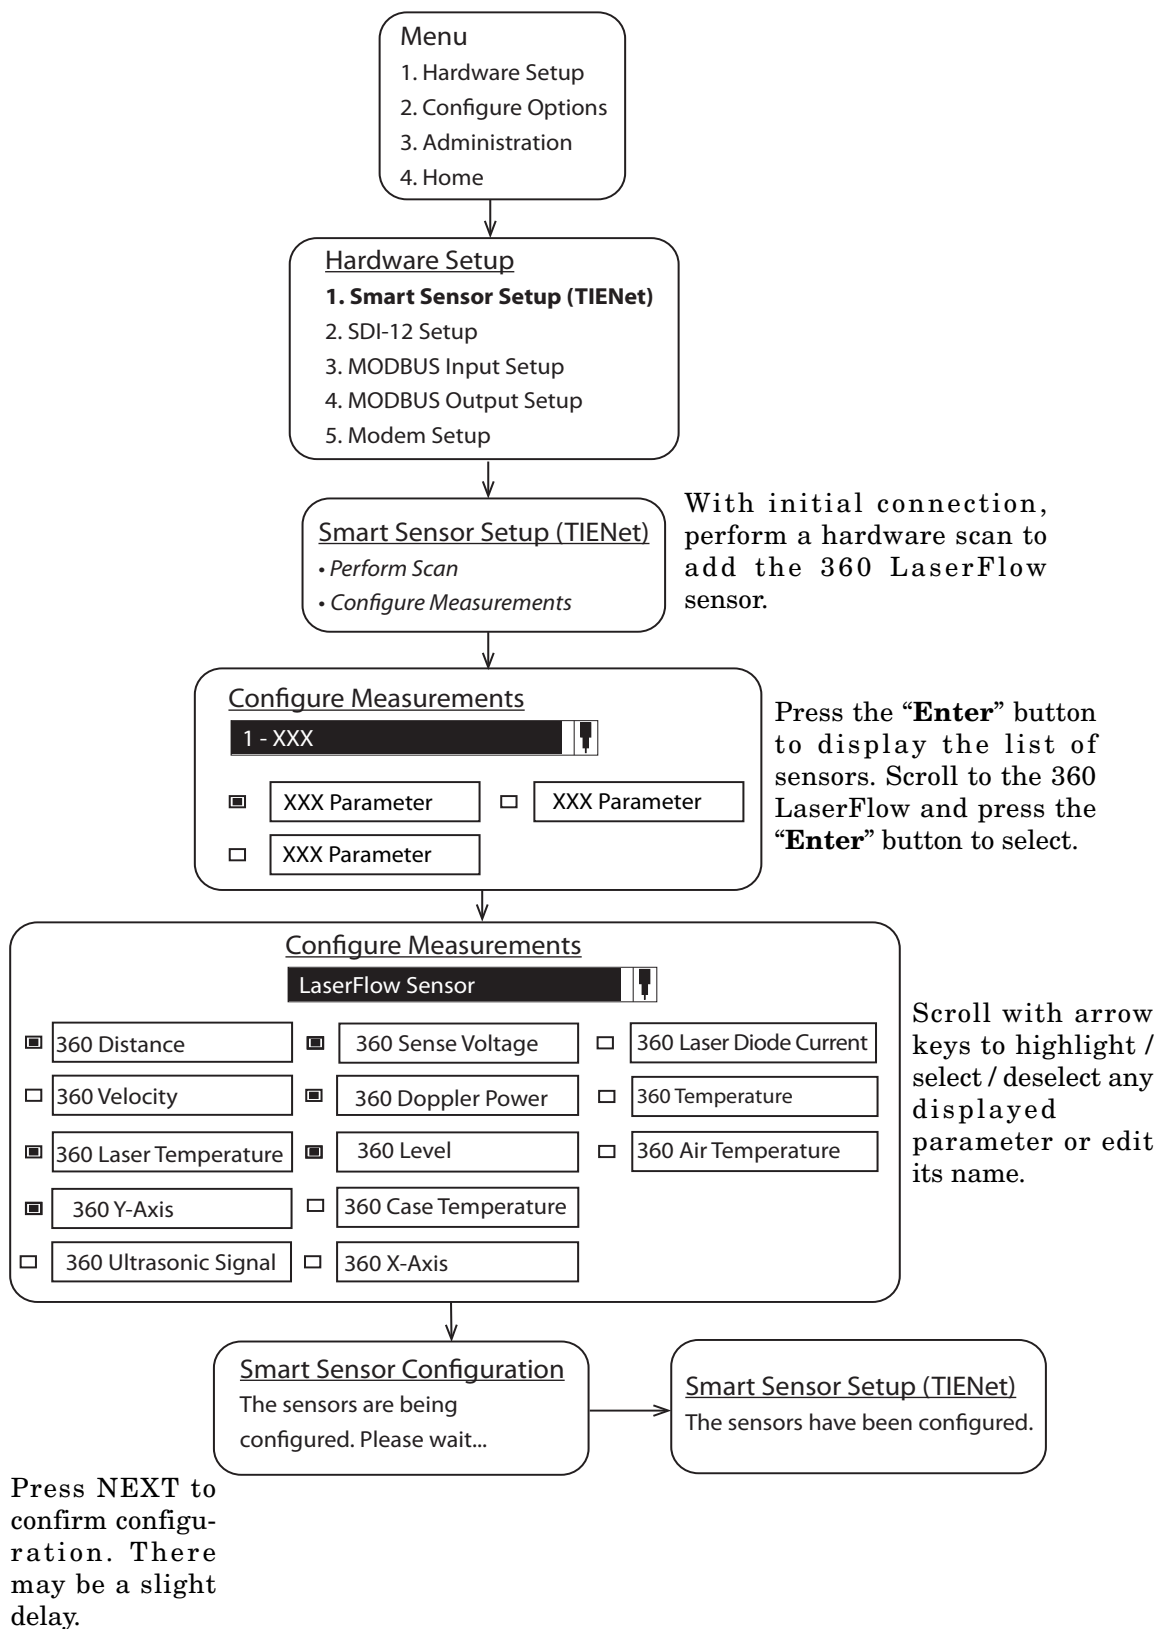 Menu
1. Hardware Setup
2. Configure Options
3. Administration
4. Home
Hardware Setup
1. Smart Sensor Setup (TIENet)
2. SDI-12 Setup
3. MODBUS Input Setup
4. MODBUS Output Setup
5. Modem Setup
Smart Sensor Setup (TIENet)
• Perform Scan
• Configure Measurements
With initial connection,
perform a hardware scan to
add the 360 LaserFlow
sensor.
Configure Measurements
1 - XXX
XXX Parameter
XXX Parameter
XXX Parameter
Press the “Enter” button
to display the list of
sensors. Scroll to the 360
LaserFlow and press the
“Enter” button to select.
Configure Measurements
LaserFlow Sensor
360 Distance
360 Sense Voltage
360 Laser Diode Current
360 Velocity
360 Doppler Power
360 Temperature
360 Laser Temperature
360 Level
360 Air Temperature
360 Y-Axis
360 Case Temperature
360 Ultrasonic Signal
360 X-Axis
Scroll with arrow
keys to highlight /
select / deselect any
displayed
parameter or edit
its name.
Smart Sensor Configuration
The sensors are being
configured. Please wait...
Smart Sensor Setup (TIENet)
The sensors have been configured.
Press NEXT to
confirm configu-
ration. There
may be a slight
delay.